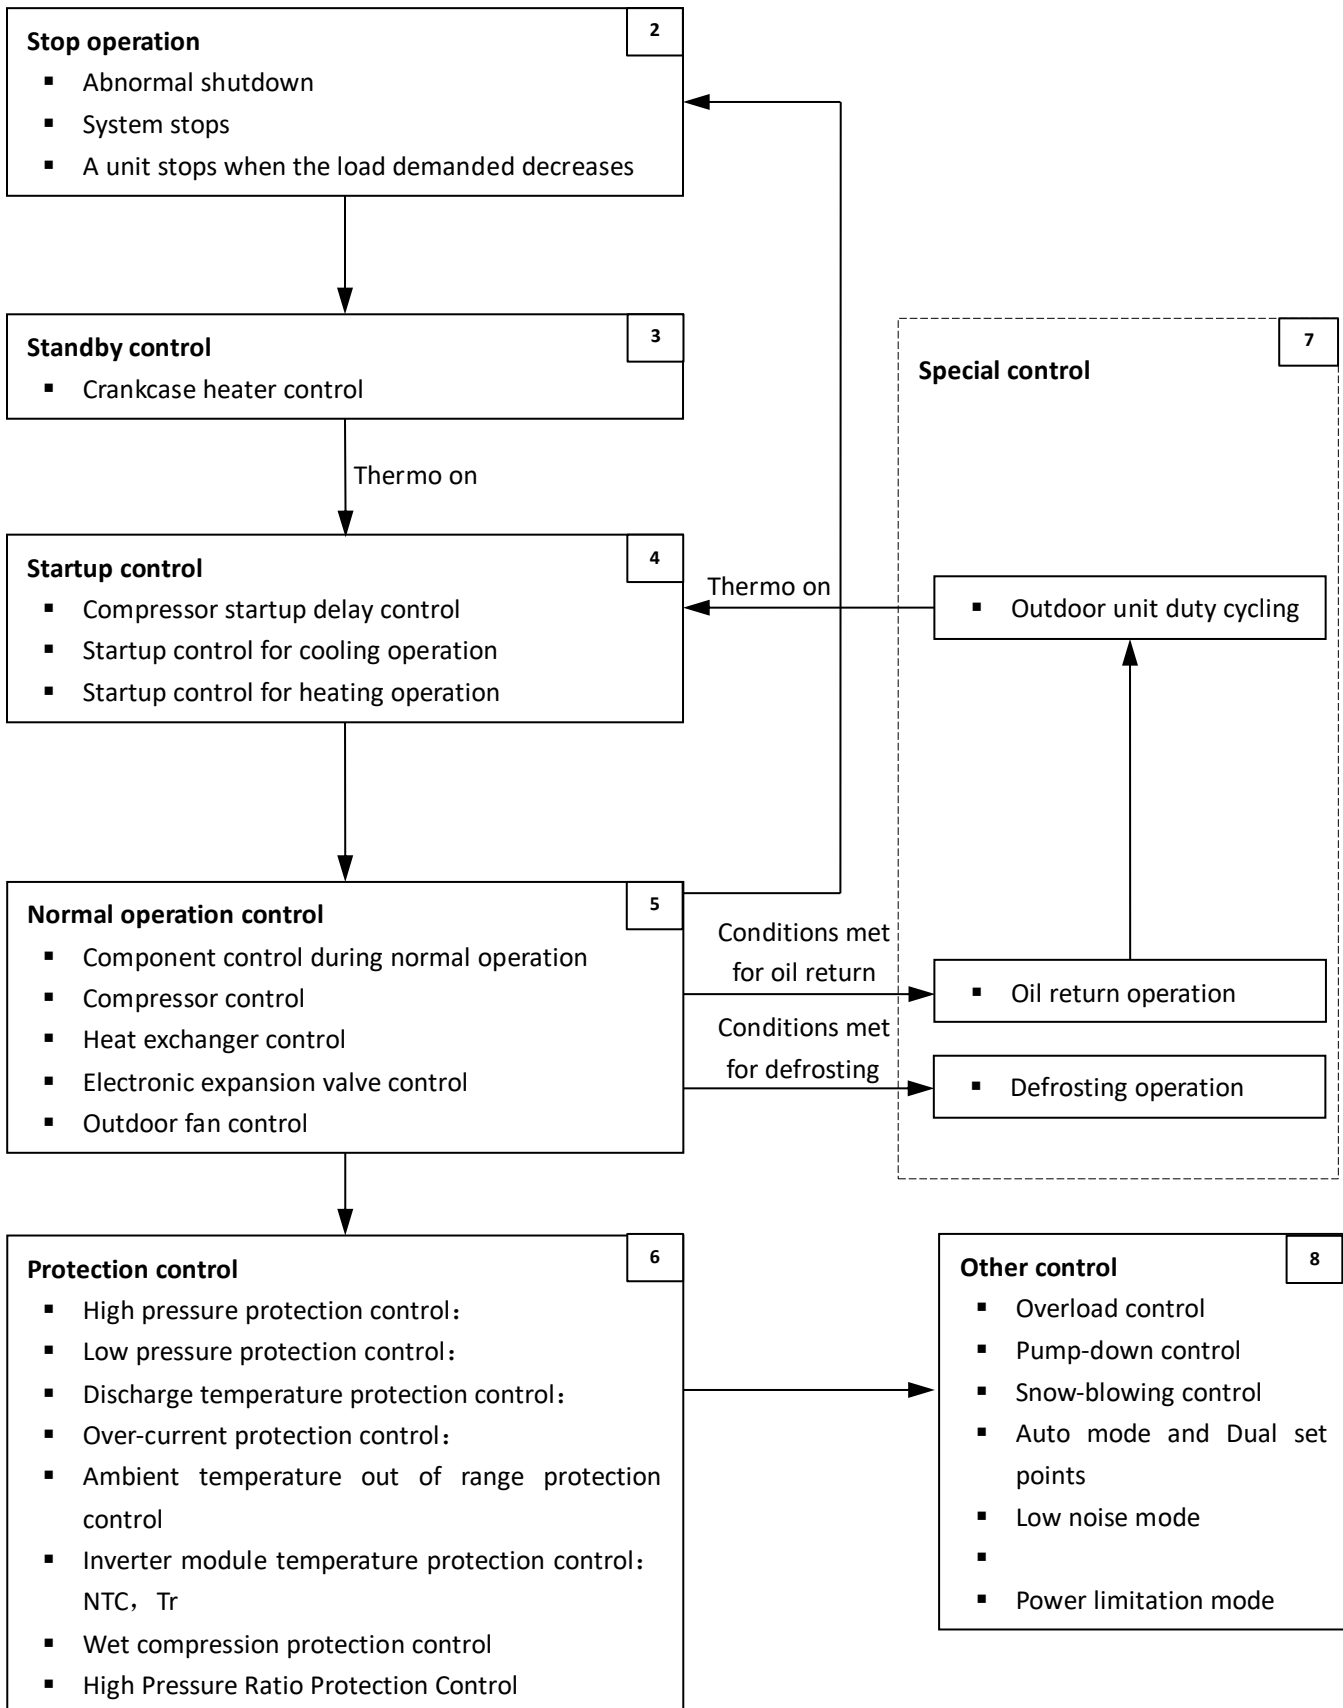 Stop operation
2
▪ Abnormal shutdown
▪ System stops
▪ A unit stops when the load demanded decreases
Standby control
3
▪ Crankcase heater control
Thermo on
Startup control
4
▪ Compressor startup delay control
▪ Startup control for cooling operation
▪ Startup control for heating operation
Normal operation control
5
▪ Component control during normal operation
▪ Compressor control
▪ Heat exchanger control
▪ Electronic expansion valve control
▪ Outdoor fan control
Conditions met
for oil return
Conditions met
for defrosting
Special control
7
Thermo on
▪ Outdoor unit duty cycling
▪ Oil return operation
▪ Defrosting operation
Protection control
6
▪ High pressure protection control：
▪ Low pressure protection control：
▪ Discharge temperature protection control：
▪ Over-current protection control：
▪ Ambient temperature out of range protection
control
▪ Inverter module temperature protection control：
NTC，Tr
▪ Wet compression protection control
▪ High Pressure Ratio Protection Control
Other control
8
▪ Overload control
▪ Pump-down control
▪ Snow-blowing control
▪ Auto mode and Dual set
points
▪ Low noise mode
▪
▪ Power limitation mode